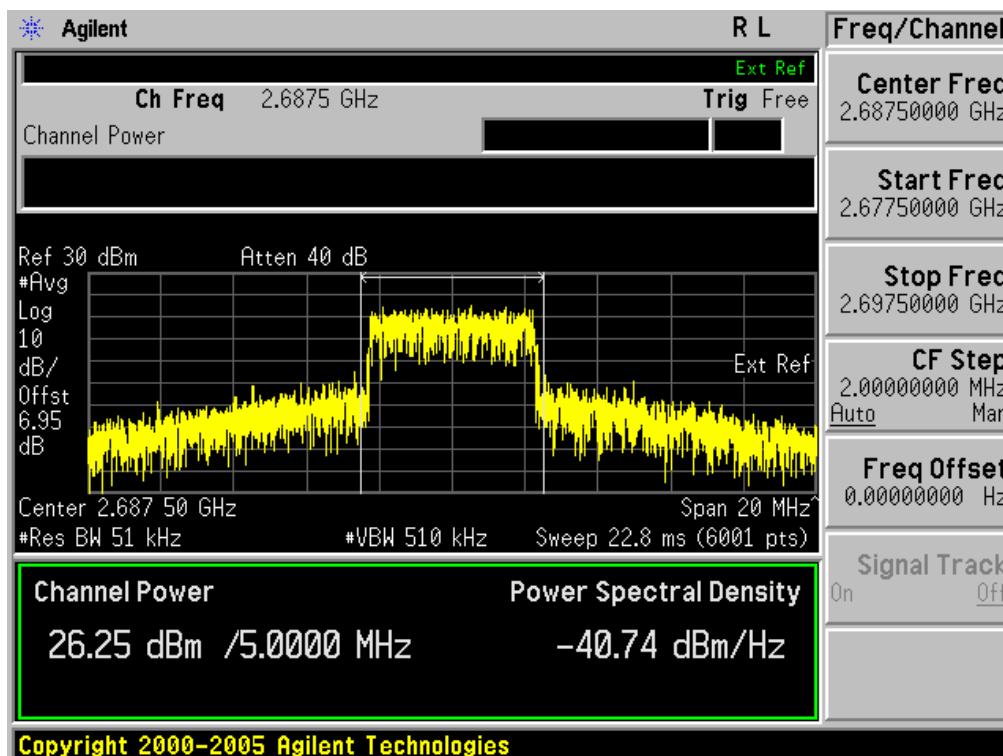 Agilent R L
Ext Ref
Ch Freq 2.6875 GHz Trig Free
Channel Power
Ref 30 dBm Atten 40 dB
#Avg
Log
10
dB/
Offst
6.95
dB
Ext Ref
Center 2.687 50 GHz Span 20 MHz^
#Res BW 51 kHz #VBW 510 kHz Sweep 22.8 ms (6001 pts)
Channel Power Power Spectral Density
26.25 dBm /5.0000 MHz -40.74 dBm/Hz
Copyright 2000-2005 Agilent Technologies
Freq/Channel
Center Freq
2.68750000 GHz
Start Freq
2.67750000 GHz
Stop Freq
2.69750000 GHz
CF Step
2.00000000 MHz
Auto Man
Freq Offset
0.00000000 Hz
Signal Track
On Off